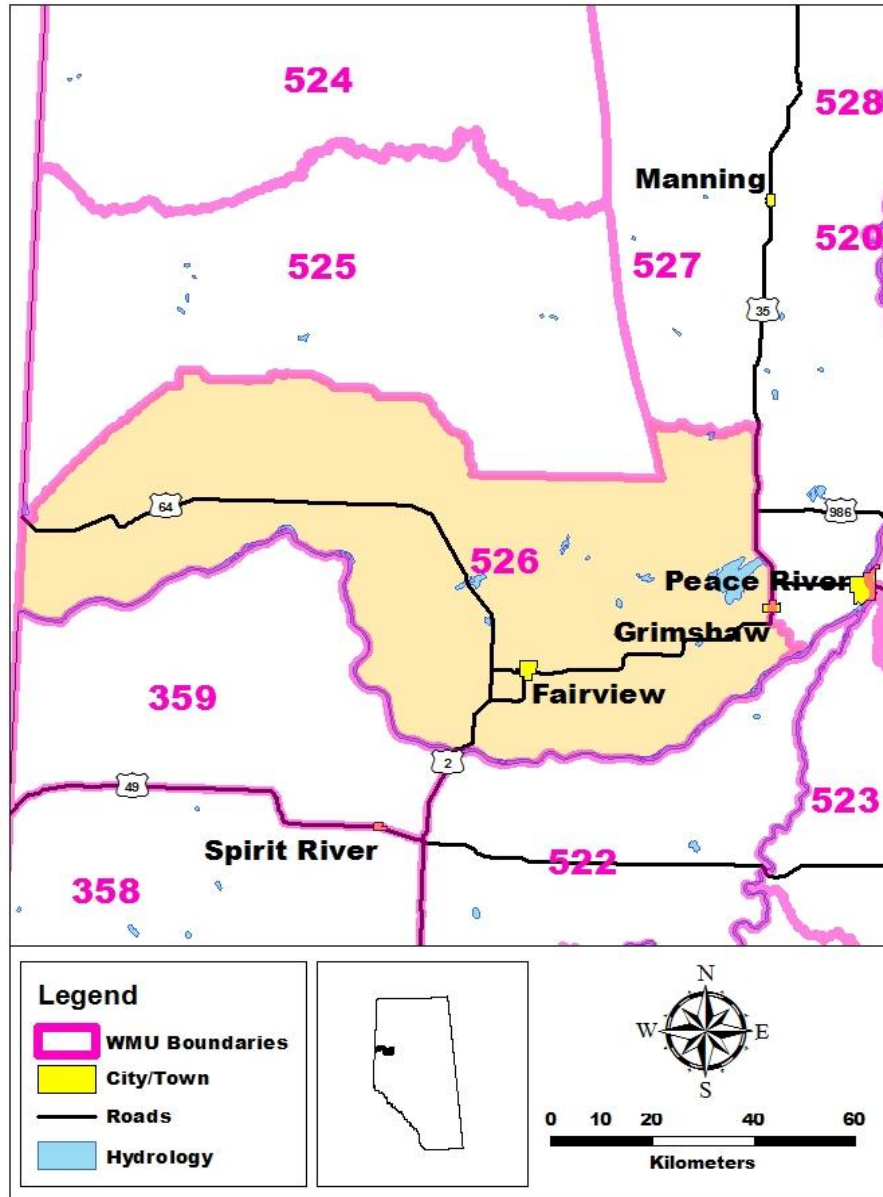 524
528
Manning
525
527
520
35
64
986
526
Peace River
Grimshaw
Fairview
359
2
49
523
Spirit River
522
358
Legend
WMU Boundaries
City/Town
Roads
Hydrology
N
W E
S
0 10 20 40 60
Kilometers